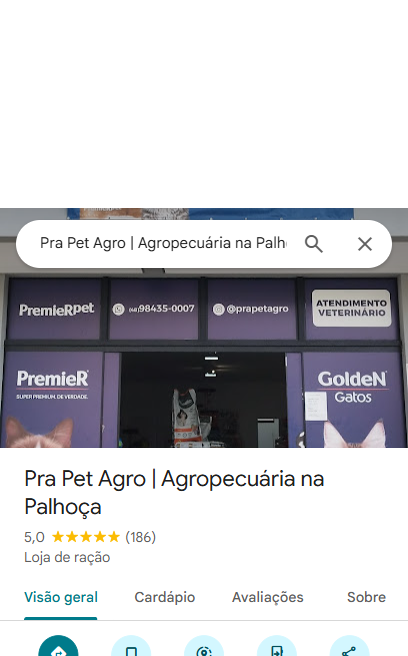 Pra Pet Agro | Agropecuária na Palh
PremieRpet
(48)98435-0007
@prapetagro
ATENDIMENTO
VETERINÁRIO
PremieR
SUPER PREMIUM. DE VERDADE.
GoldeN
Gatos
Pra Pet Agro | Agropecuária na
Palhoça
5,0 (186)
Loja de ração
Visão geral Cardápio Avaliações Sobre